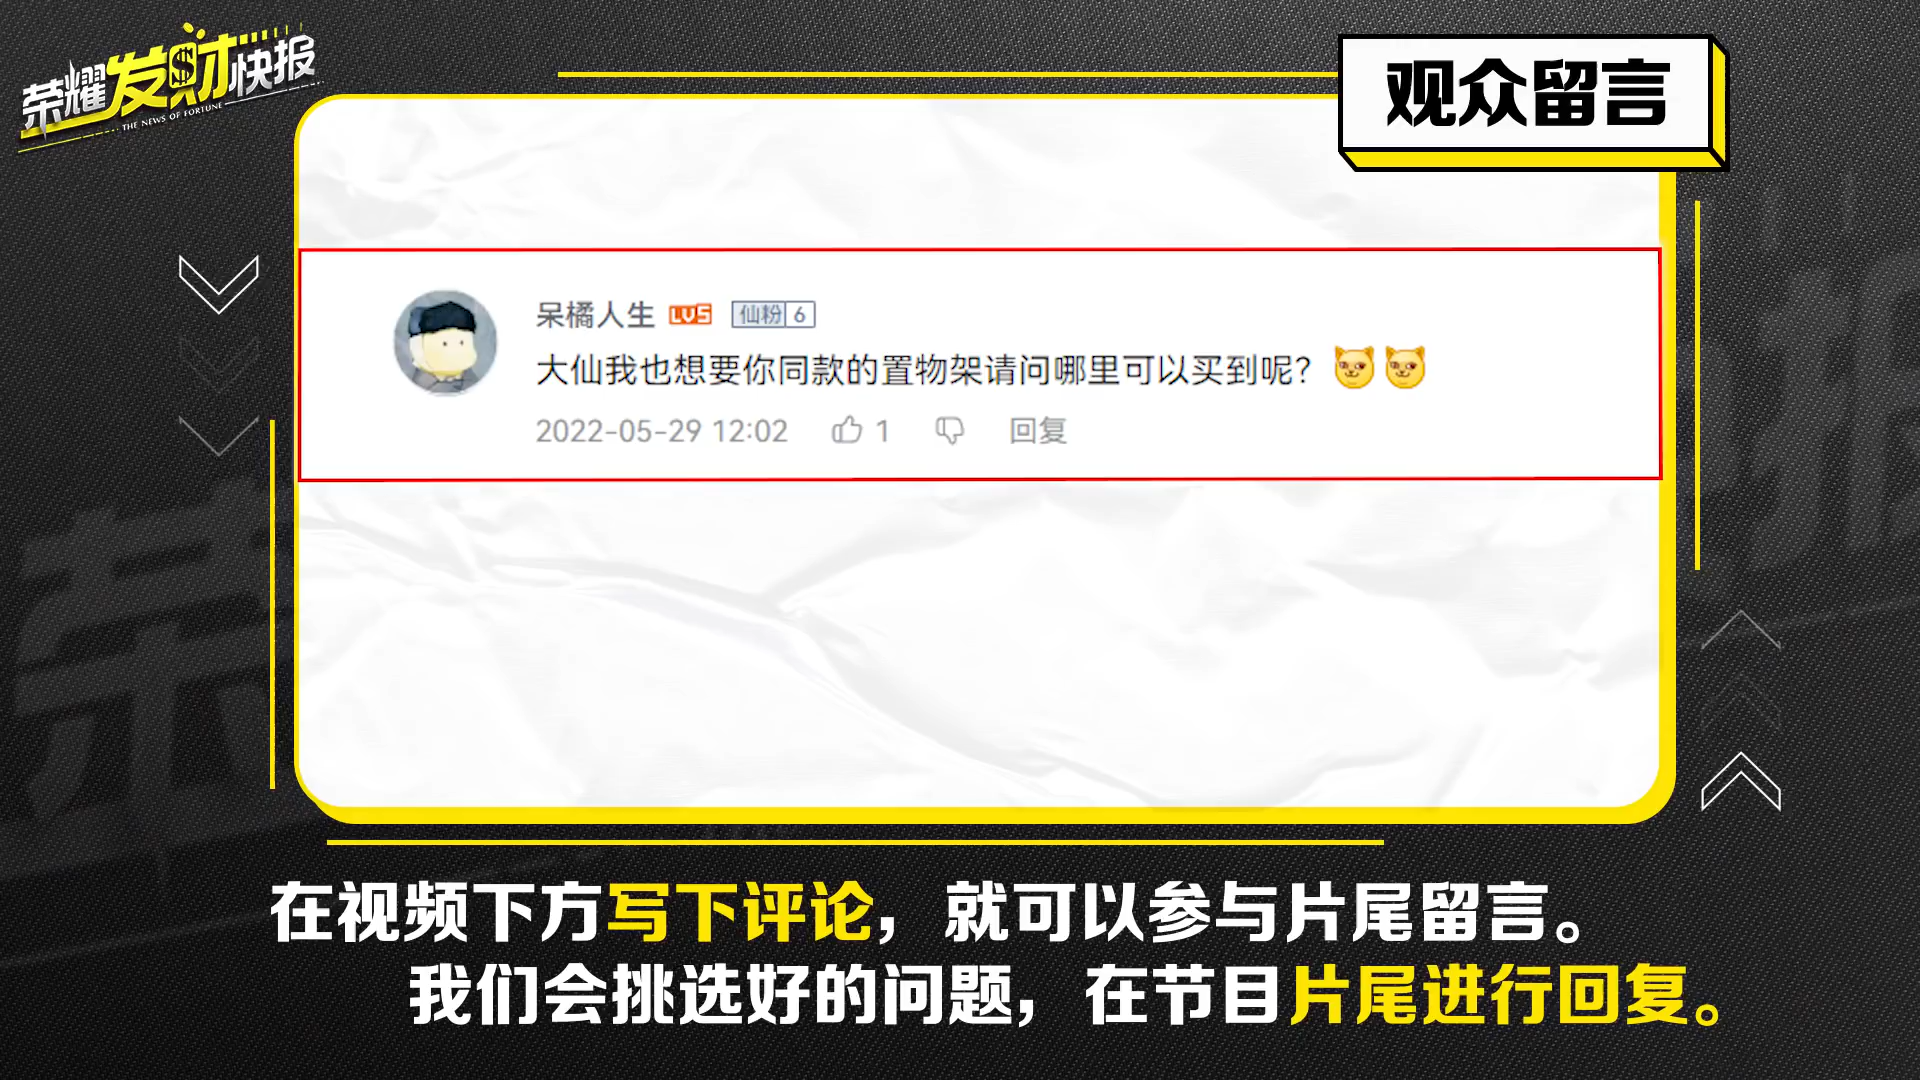 荣耀发财快报
THE NEWS OF FORTUNE
观众留言
呆橘人生 LV5 仙粉 6
大仙我也想要你同款的置物架请问哪里可以买到呢？
2022-05-29 12:02 1 回复
在视频下方写下评论，就可以参与片尾留言。
我们会挑选好的问题，在节目片尾进行回复。